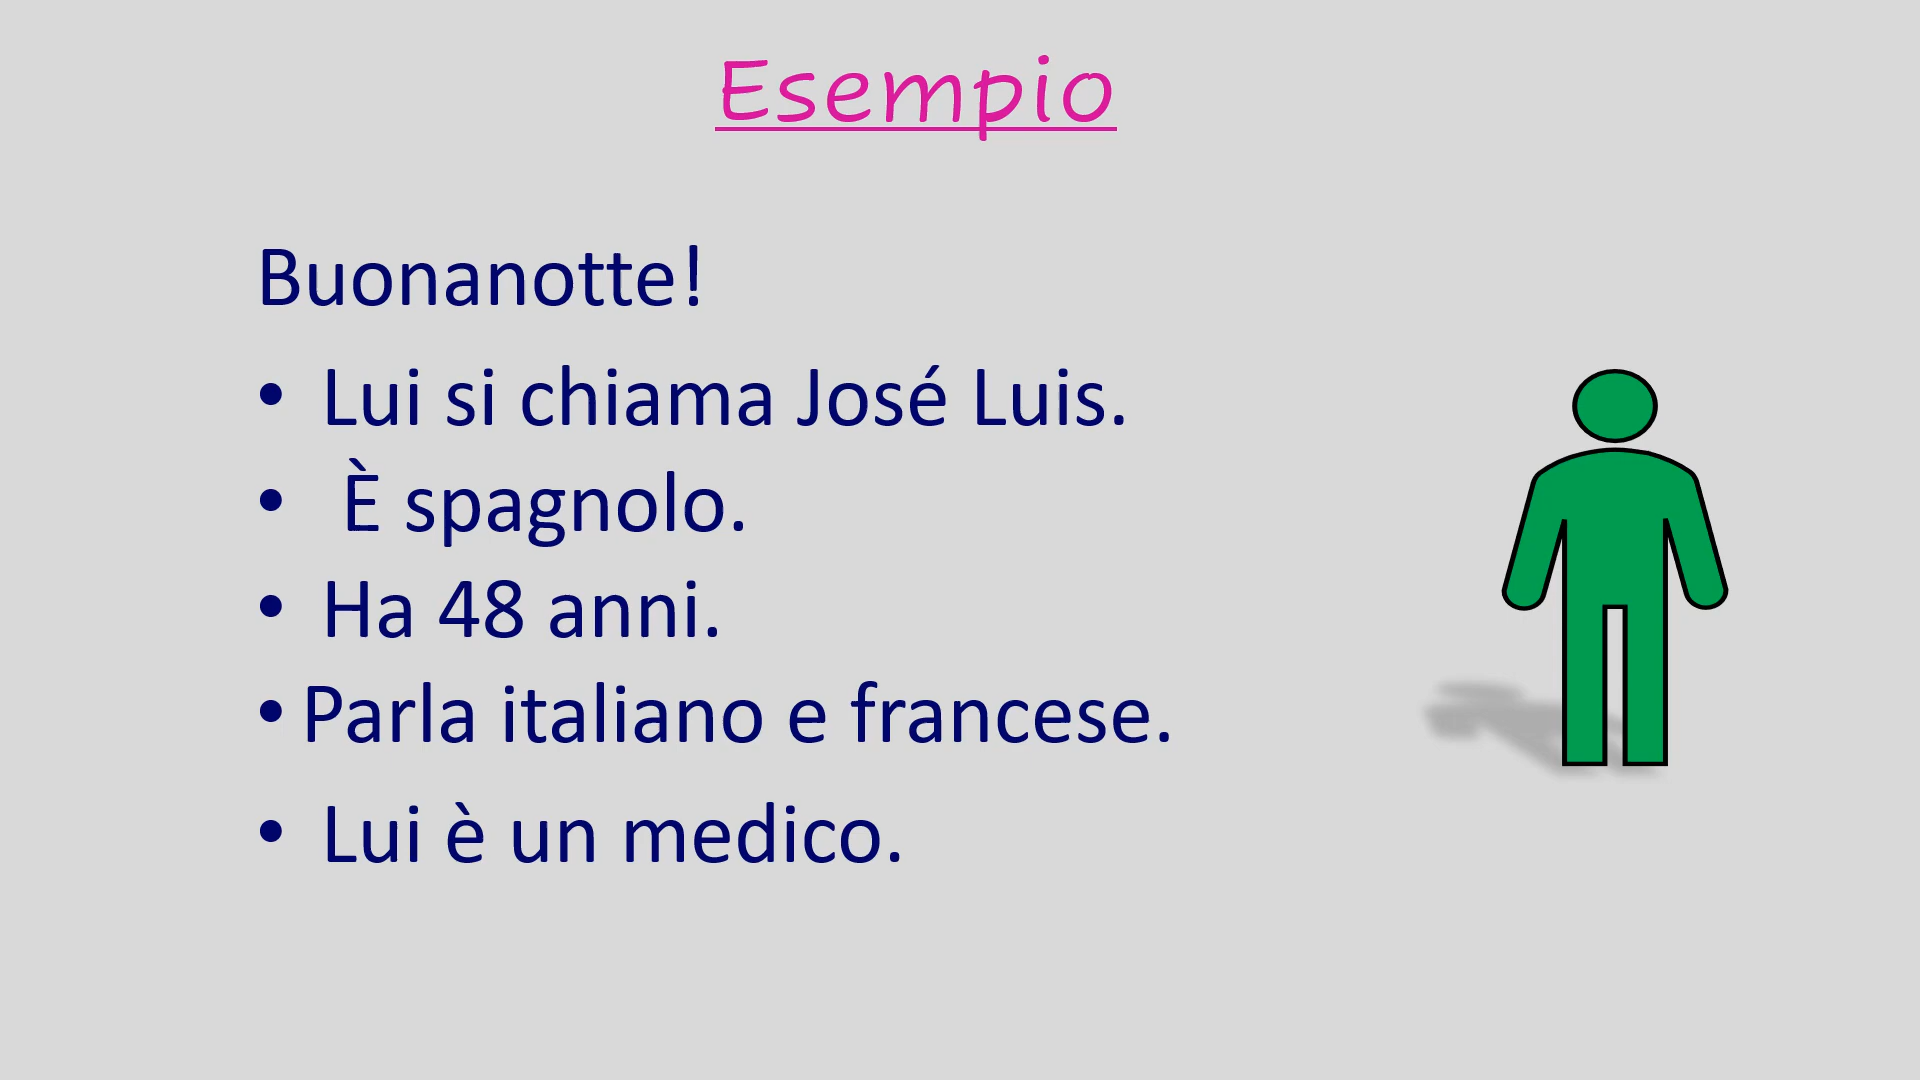 Esempio
Buonanotte!
• Lui si chiama José Luis.
• È spagnolo.
• Ha 48 anni.
• Parla italiano e francese.
• Lui è un medico.